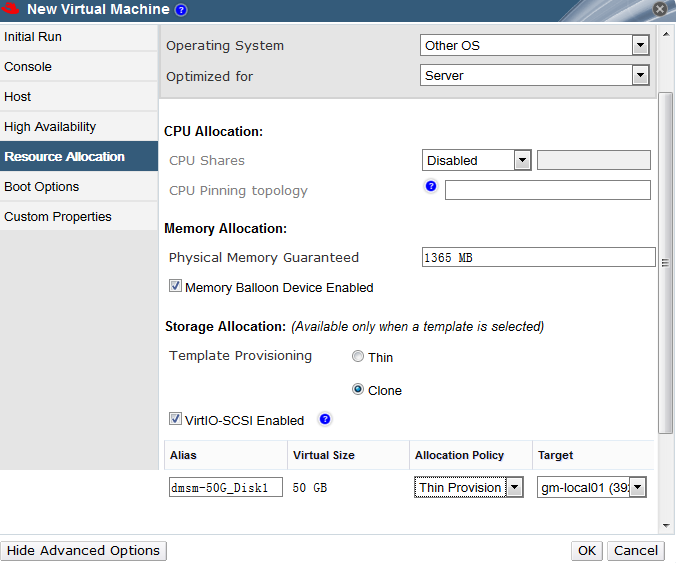 New Virtual Machine ?
Initial Run
Console
Host
High Availability
Resource Allocation
Boot Options
Custom Properties
Operating System Other OS
Optimized for Server
CPU Allocation:
CPU Shares Disabled
CPU Pinning topology ?
Memory Allocation:
Physical Memory Guaranteed 1365 MB
Memory Balloon Device Enabled
Storage Allocation: (Available only when a template is selected)
Template Provisioning Thin
Clone
VirtIO-SCSI Enabled ?
Alias Virtual Size Allocation Policy Target
dmsm-50G_Disk1 50 GB Thin Provision gm-local01 (39
Hide Advanced Options OK Cancel